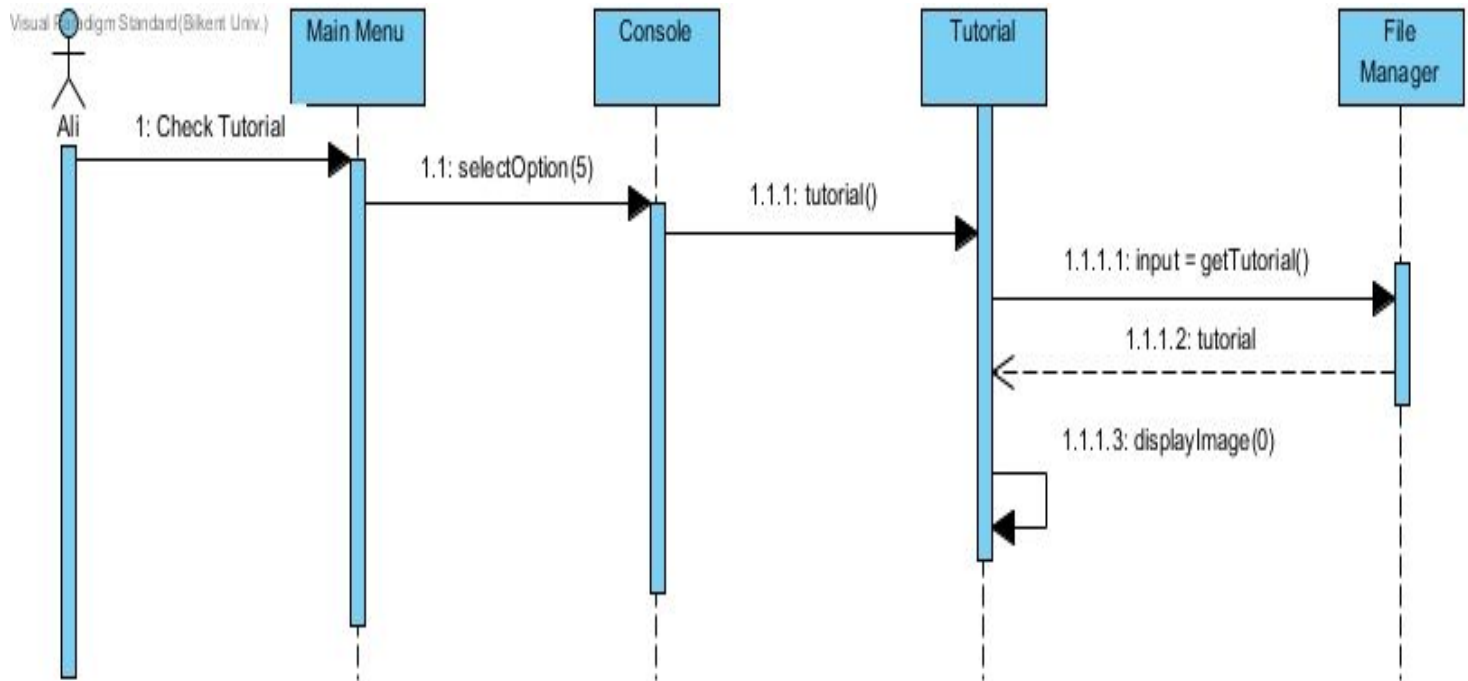 Visual Paradigm Standard(Bilkent Univ.)
Main Menu
Console
Tutorial
File
Manager
Ali
1: Check Tutorial
1.1: selectOption(5)
1.1.1: tutorial()
1.1.1.1: input = getTutorial()
1.1.1.2: tutorial
1.1.1.3: displayImage(0)